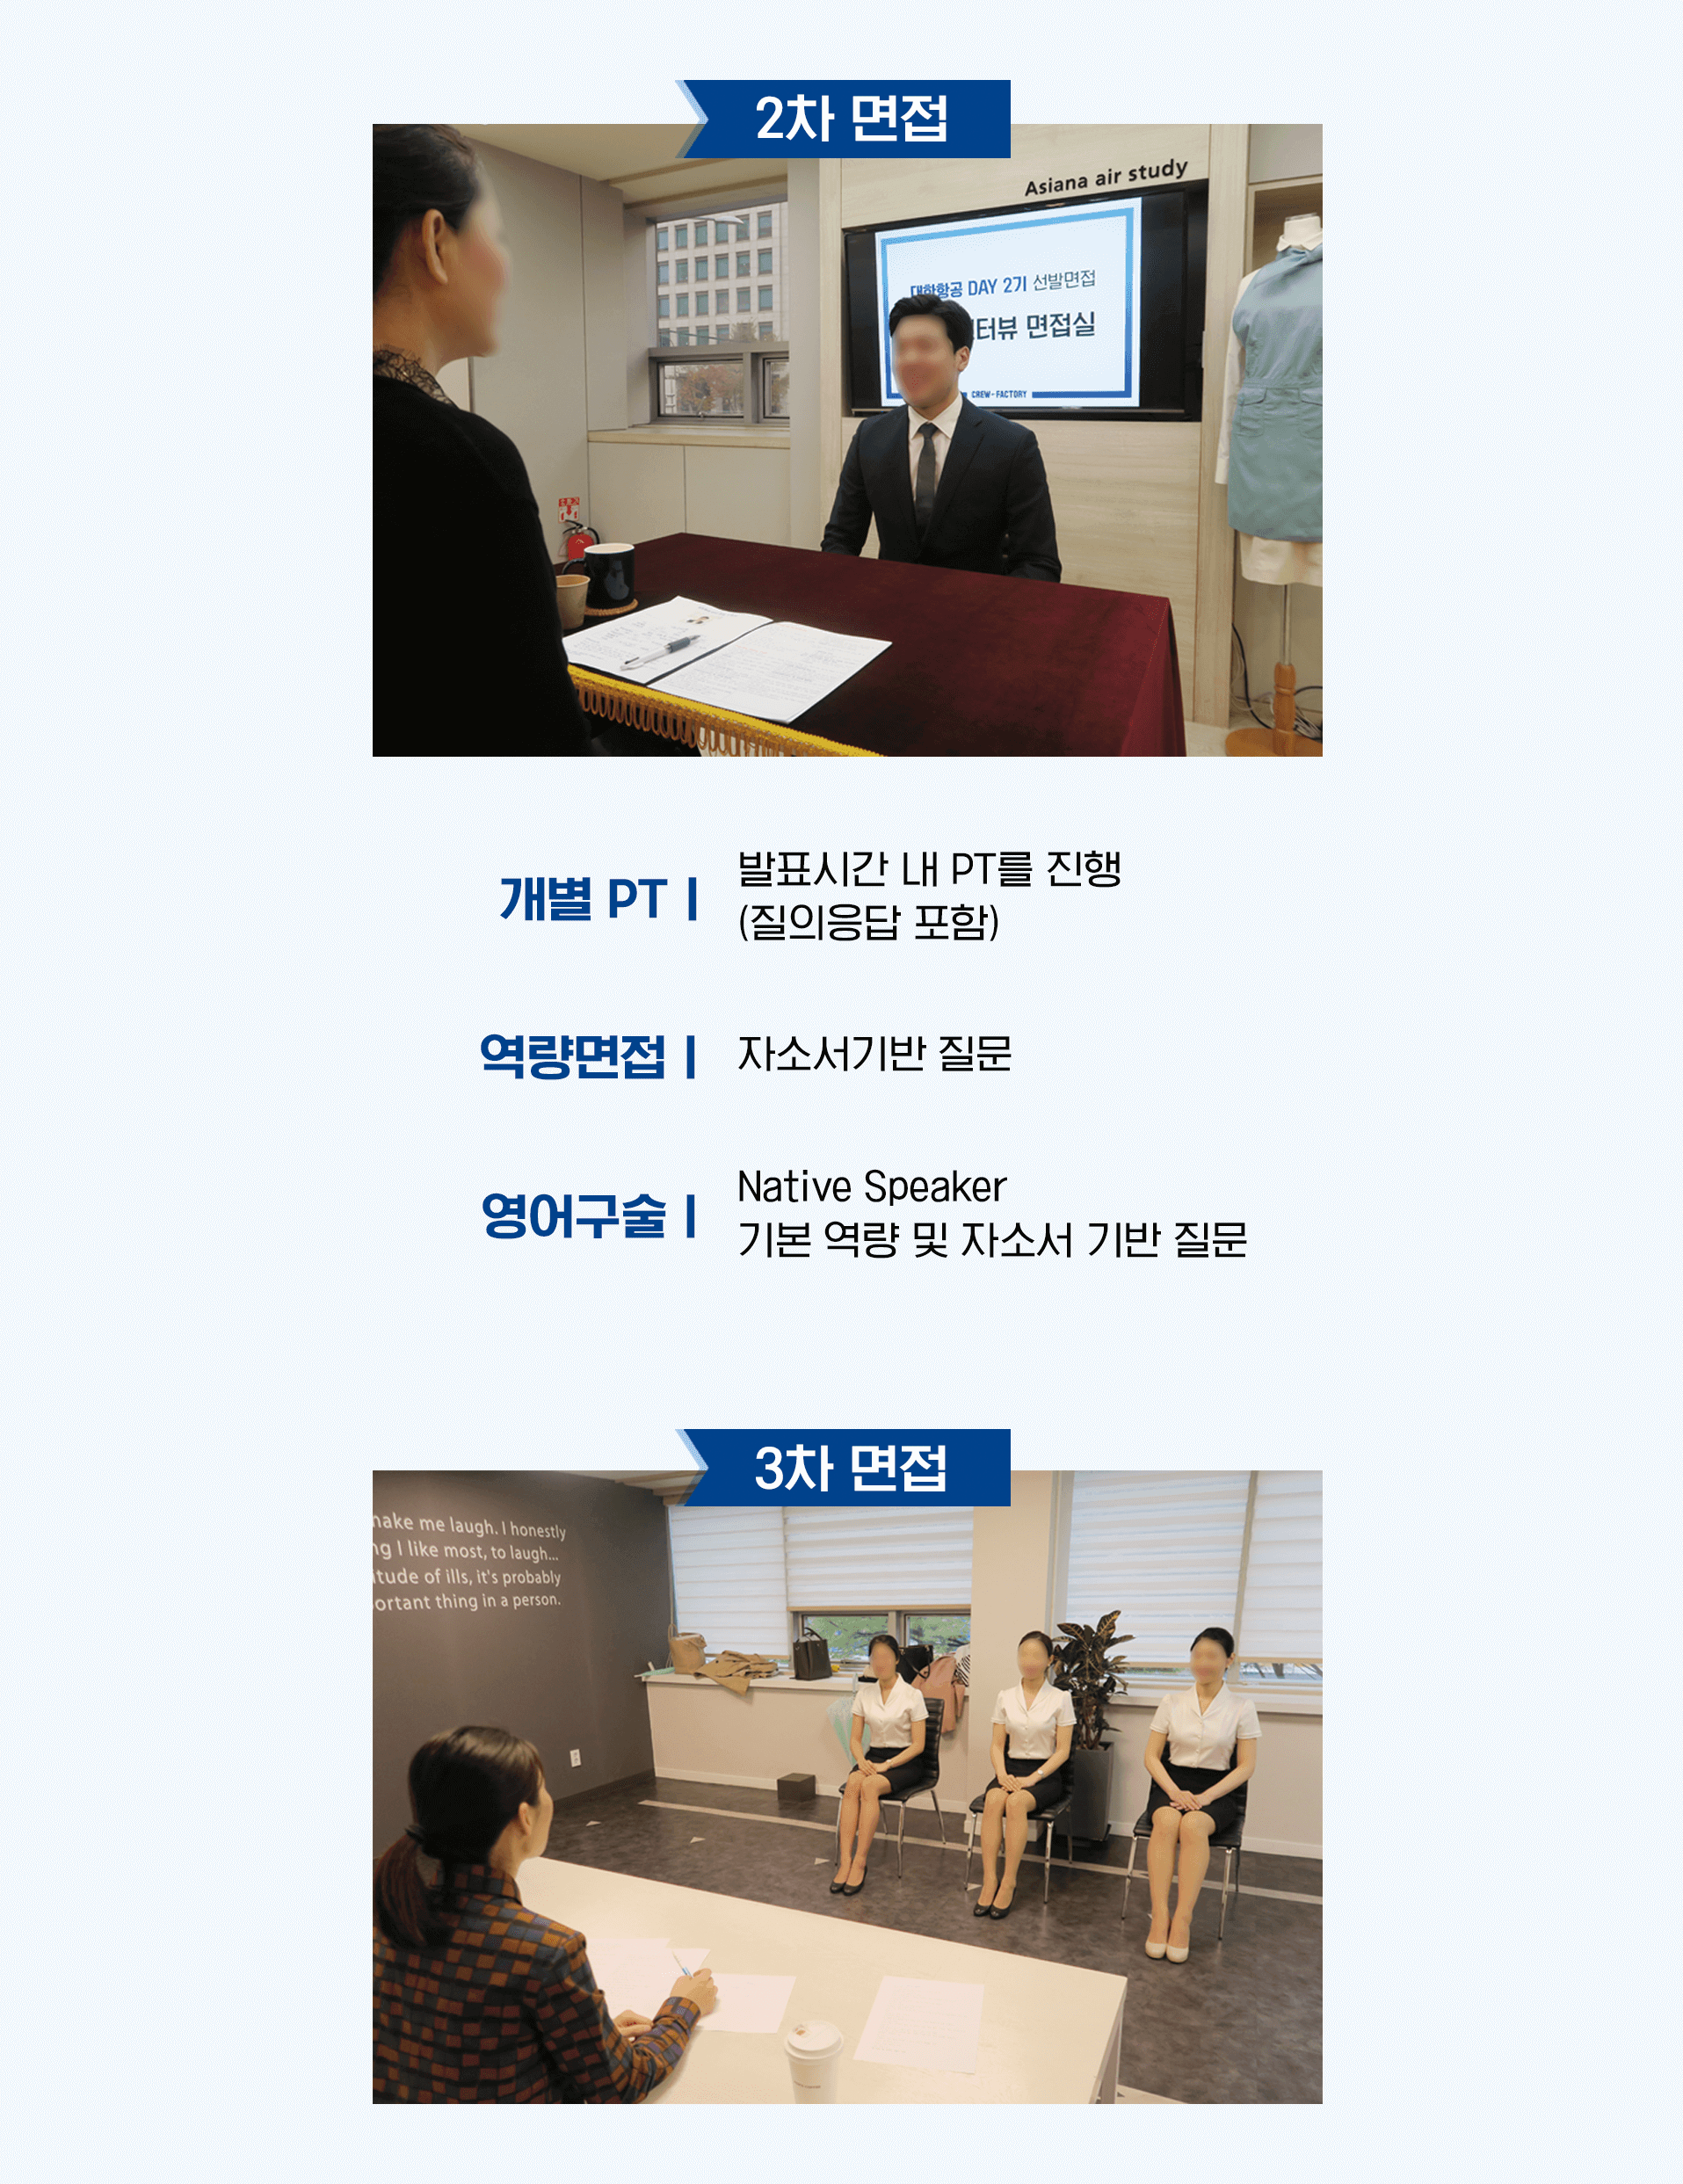 2차 면접
Asiana air study
대한항공 DAY 2기 선발면접
터뷰 면접실
CREW-FACTORY
개별 PT |
발표시간 내 PT를 진행
(질의응답 포함)
역량면접 |
자소서기반 질문
영어구술 |
Native Speaker
기본 역량 및 자소서 기반 질문
3차 면접
make me laugh. I honestly
ng I like most, to laugh...
itude of ills, it's probably
ortant thing in a person.